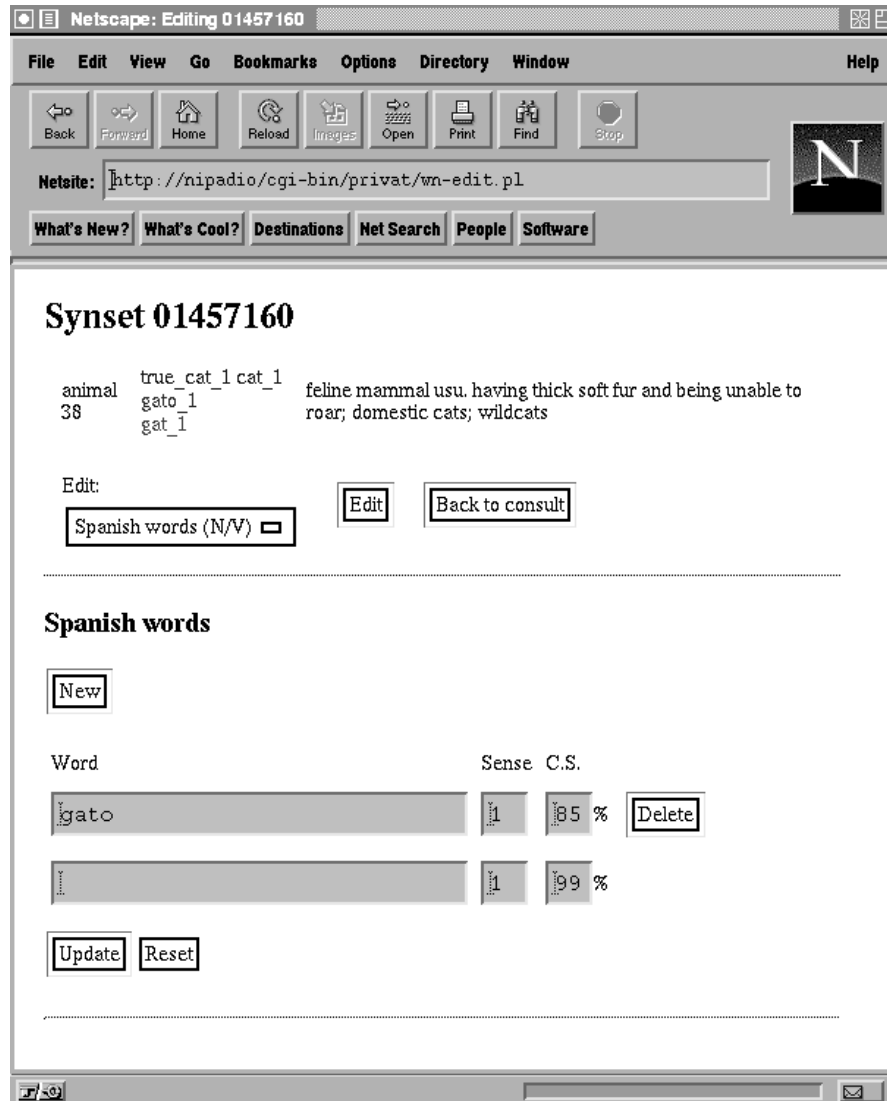 Netscape: Editing 01457160
File Edit View Go Bookmarks Options Directory Window Help
Back Forward Home Reload Images Open Print Find Stop
N
Netsite: http://nipadio/cgi-bin/privat/wn-edit.pl
What's New? What's Cool? Destinations Net Search People Software
Synset 01457160
animal
38
true_cat_1 cat_1
gato_1
gat_1
feline mammal usu. having thick soft fur and being unable to
roar; domestic cats; wildcats
Edit:
Spanish words (N/V)
Edit
Back to consult
Spanish words
New
Word Sense C.S.
gato 1 85 % Delete
1 99 %
Update Reset